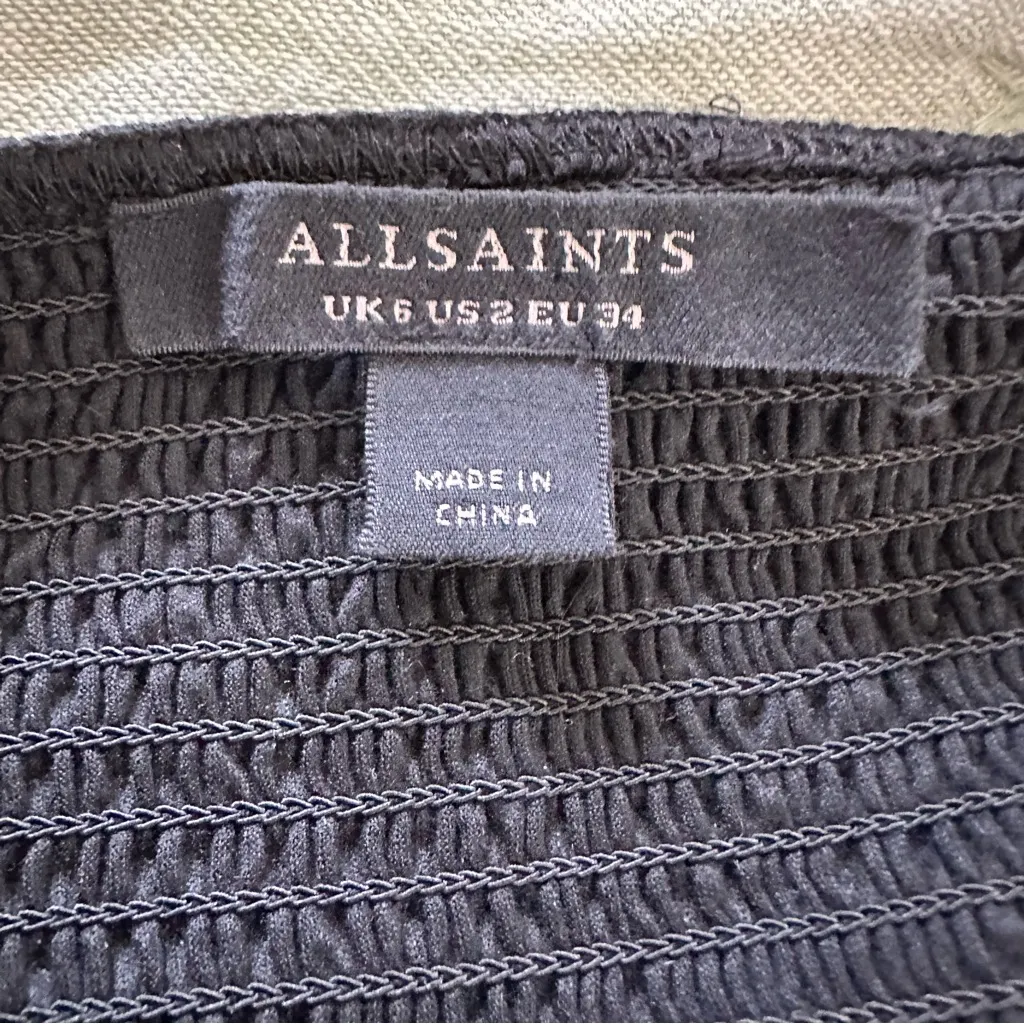 ALLSAINTS
UK6 US2 EU34
MADE IN
CHINA